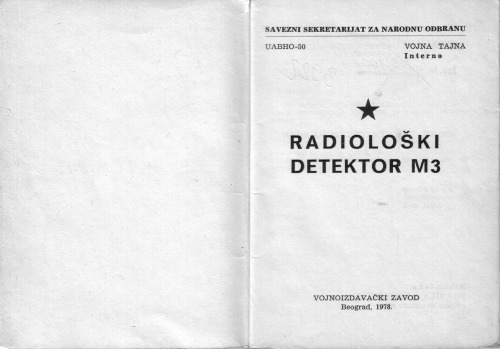 SAVEZNI SEKRETARIJAT ZA NARODNU ODBRANU
UABHO-50 VOJNA TAJNA
Interno
RADIOLOŠKI
DETEKTOR M3
VOJNOIZDAVAČKI ZAVOD
Beograd, 1978.